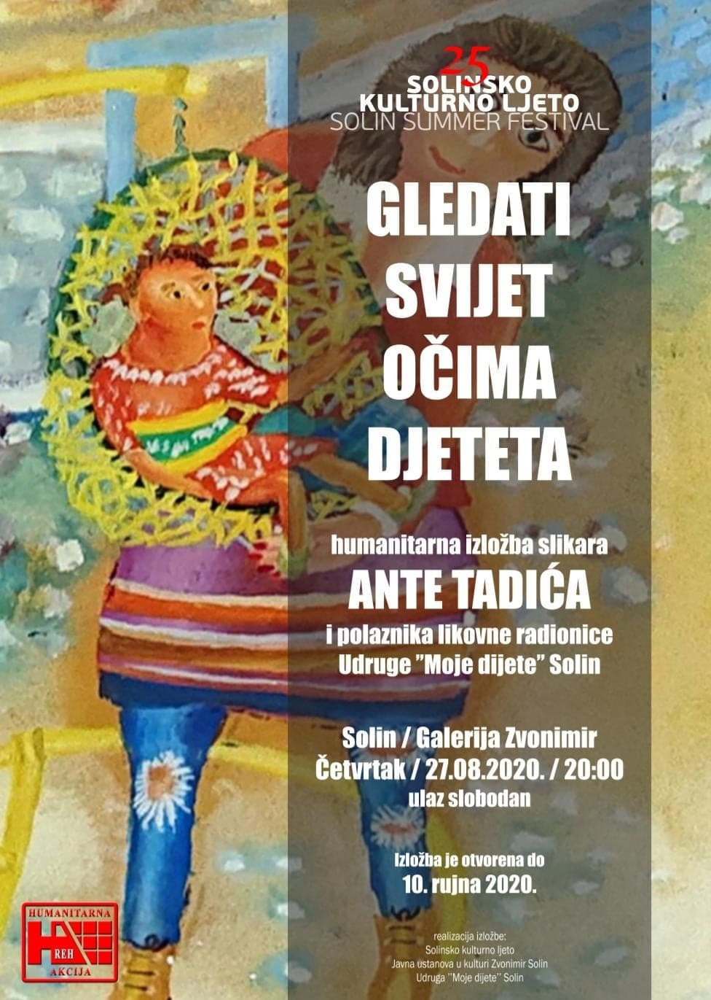 25
SOLINSKO
KULTURNO LJETO
SOLIN SUMMER FESTIVAL
GLEDATI
SVIJET
OČIMA
DJETETA
humanitarna izložba slikara
ANTE TADIĆA
i polaznika likovne radionice
Udruge ”Moje dijete” Solin
Solin / Galerija Zvonimir
Četvrtak / 27.08.2020. / 20:00
ulaz slobodan
Izložba je otvorena do
10. rujna 2020.
realizacija izložbe:
Solinsko kulturno ljeto
Javna ustanova u kulturi Zvonimir Solin
Udruga ’’Moje dijete’’ Solin
HUMANITARNA
REH
AKCIJA